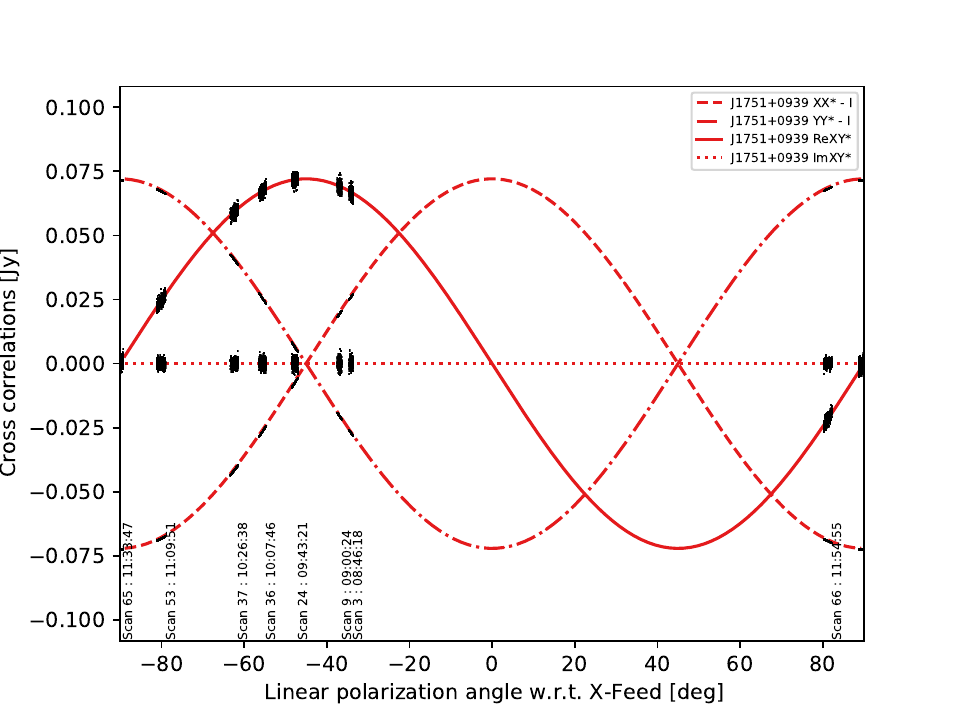 0.100
0.075
0.050
0.025
0.000
−0.025
−0.050
−0.075
−0.100
Cross correlations [Jy]
J1751+0939 XX* - I
J1751+0939 YY* - I
J1751+0939 ReXY*
J1751+0939 ImXY*
Scan 65 : 11:38:47
Scan 53 : 11:09:51
Scan 37 : 10:26:38
Scan 36 : 10:07:46
Scan 24 : 09:43:21
Scan 9 : 09:00:24
Scan 3 : 08:46:18
Scan 66 : 11:54:55
−80 −60 −40 −20 0 20 40 60 80
Linear polarization angle w.r.t. X-Feed [deg]